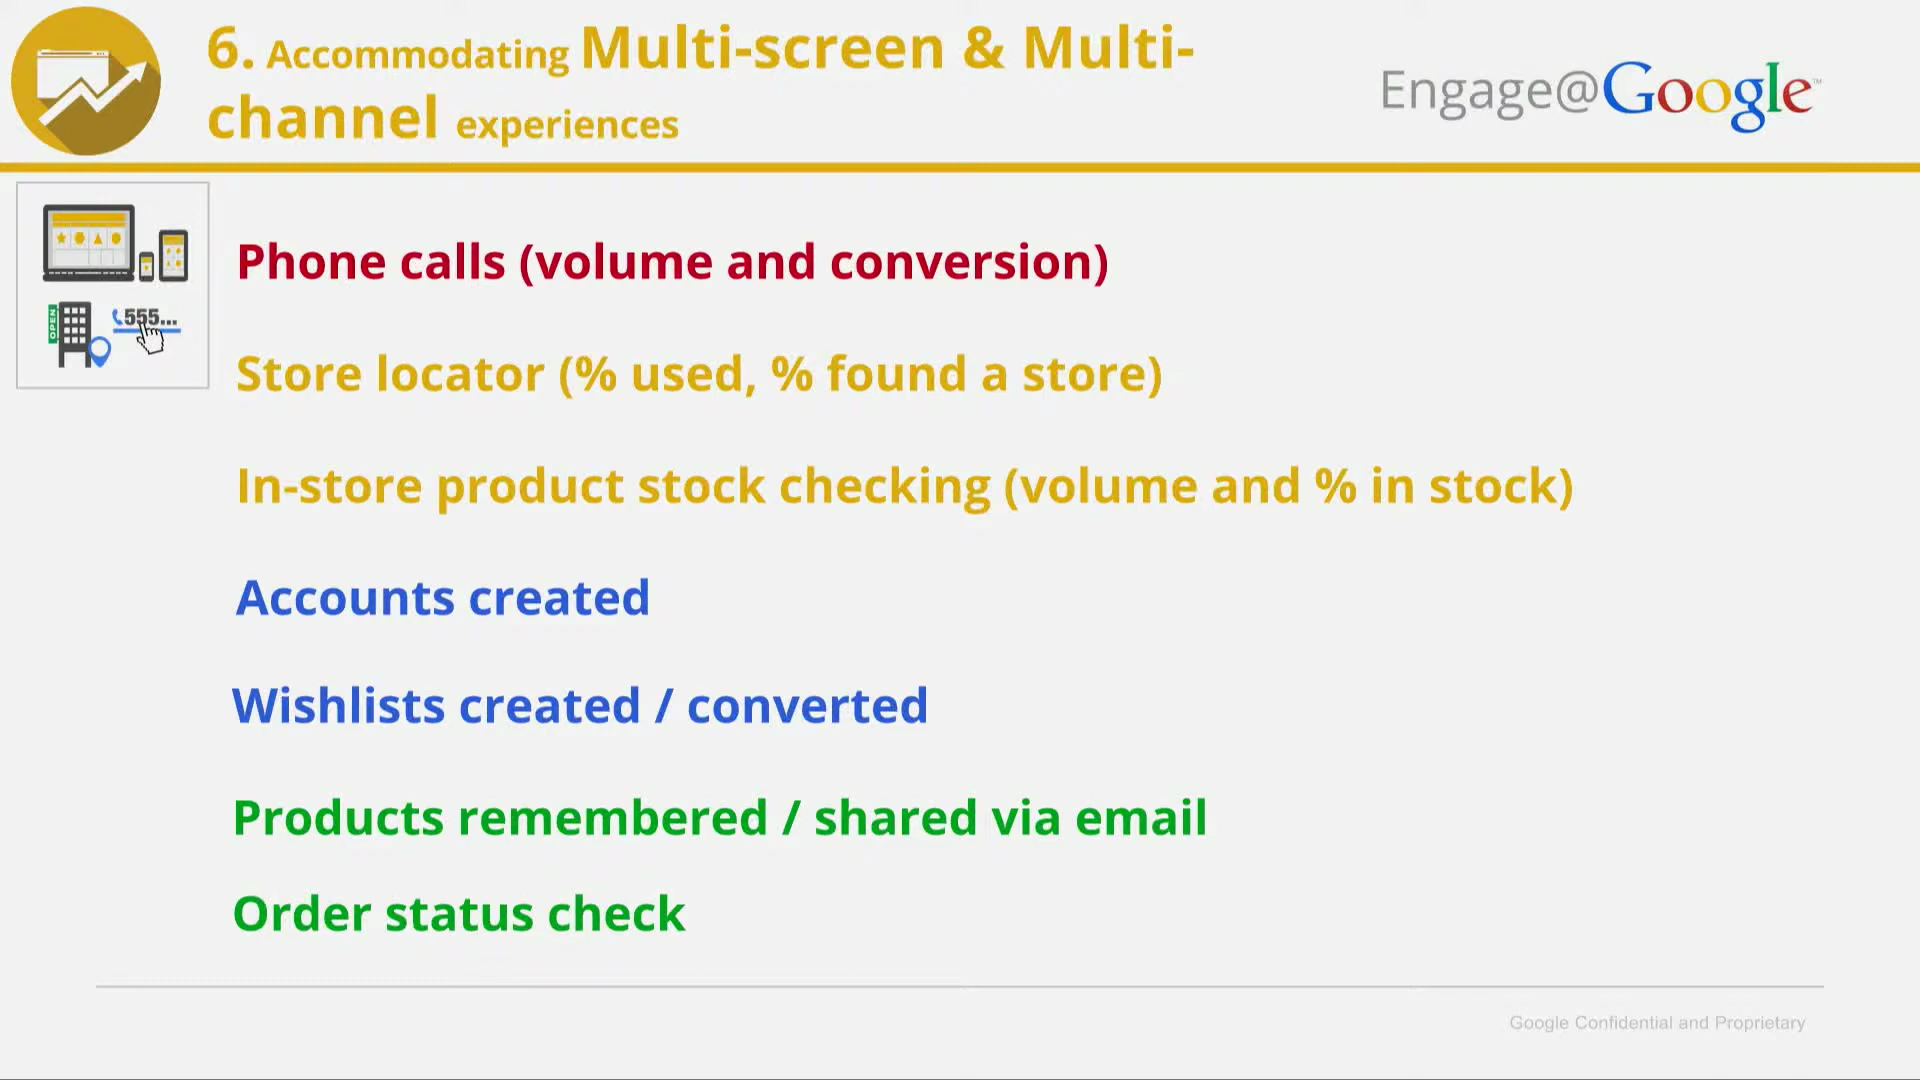 6. Accommodating Multi-screen & Multi-
channel experiences
Engage@Google™
OPEN
555...
Phone calls (volume and conversion)
Store locator (% used, % found a store)
In-store product stock checking (volume and % in stock)
Accounts created
Wishlists created / converted
Products remembered / shared via email
Order status check
Google Confidential and Proprietary